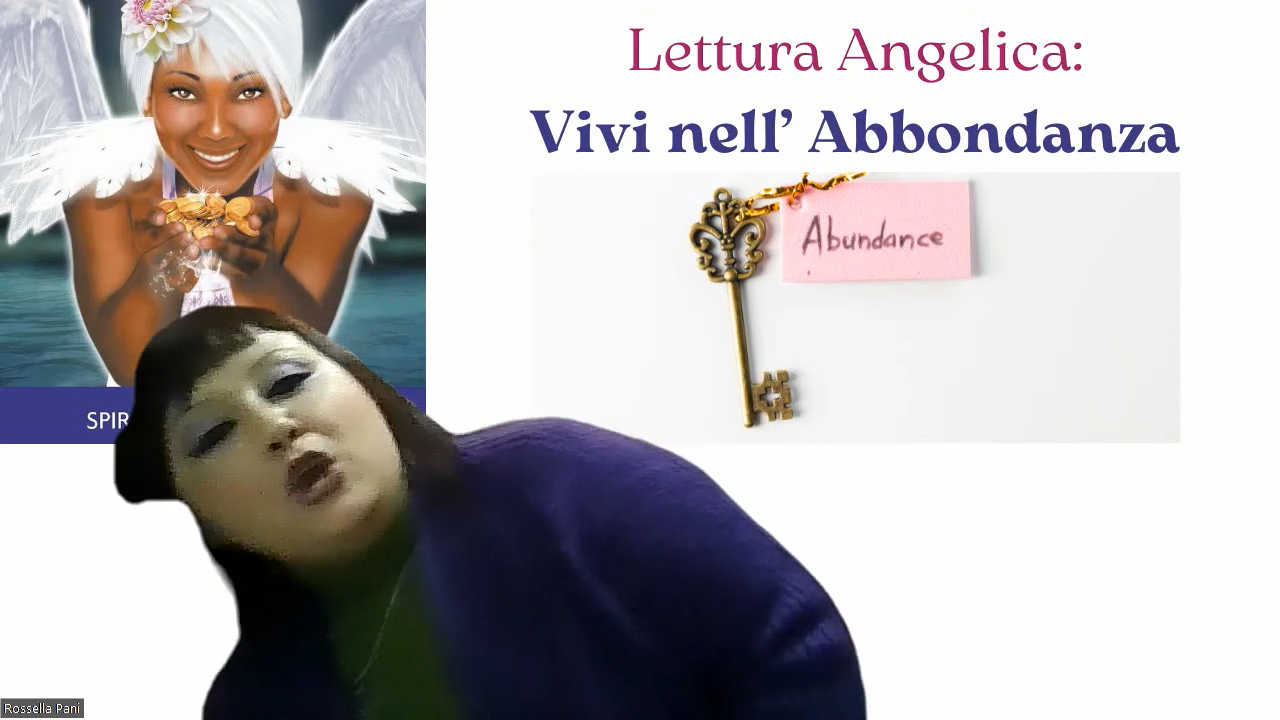 Lettura Angelica:
Vivi nell' Abbondanza
Abundance
Rossella Pani